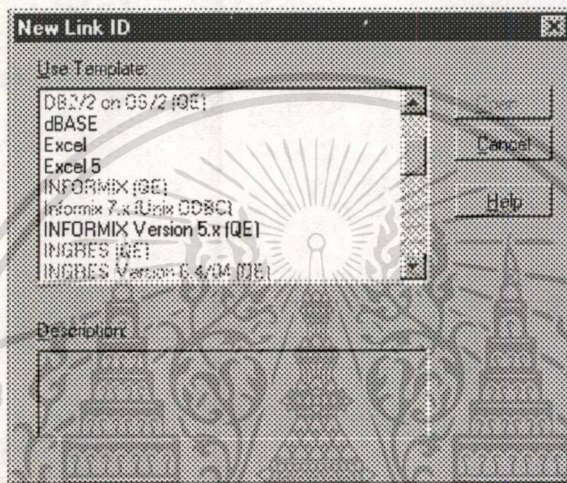 New Link ID
Use Template:
DB2/2 on OS/2 (QE)
dBASE
Excel
Excel 5
INFORMIX (QE)
Informix 7.x (Unix ODBC)
INFORMIX Version 5.x (QE)
INGRES (QE)
INGRES Version 6.4/04 (QE)
Cancel
Help
Description: